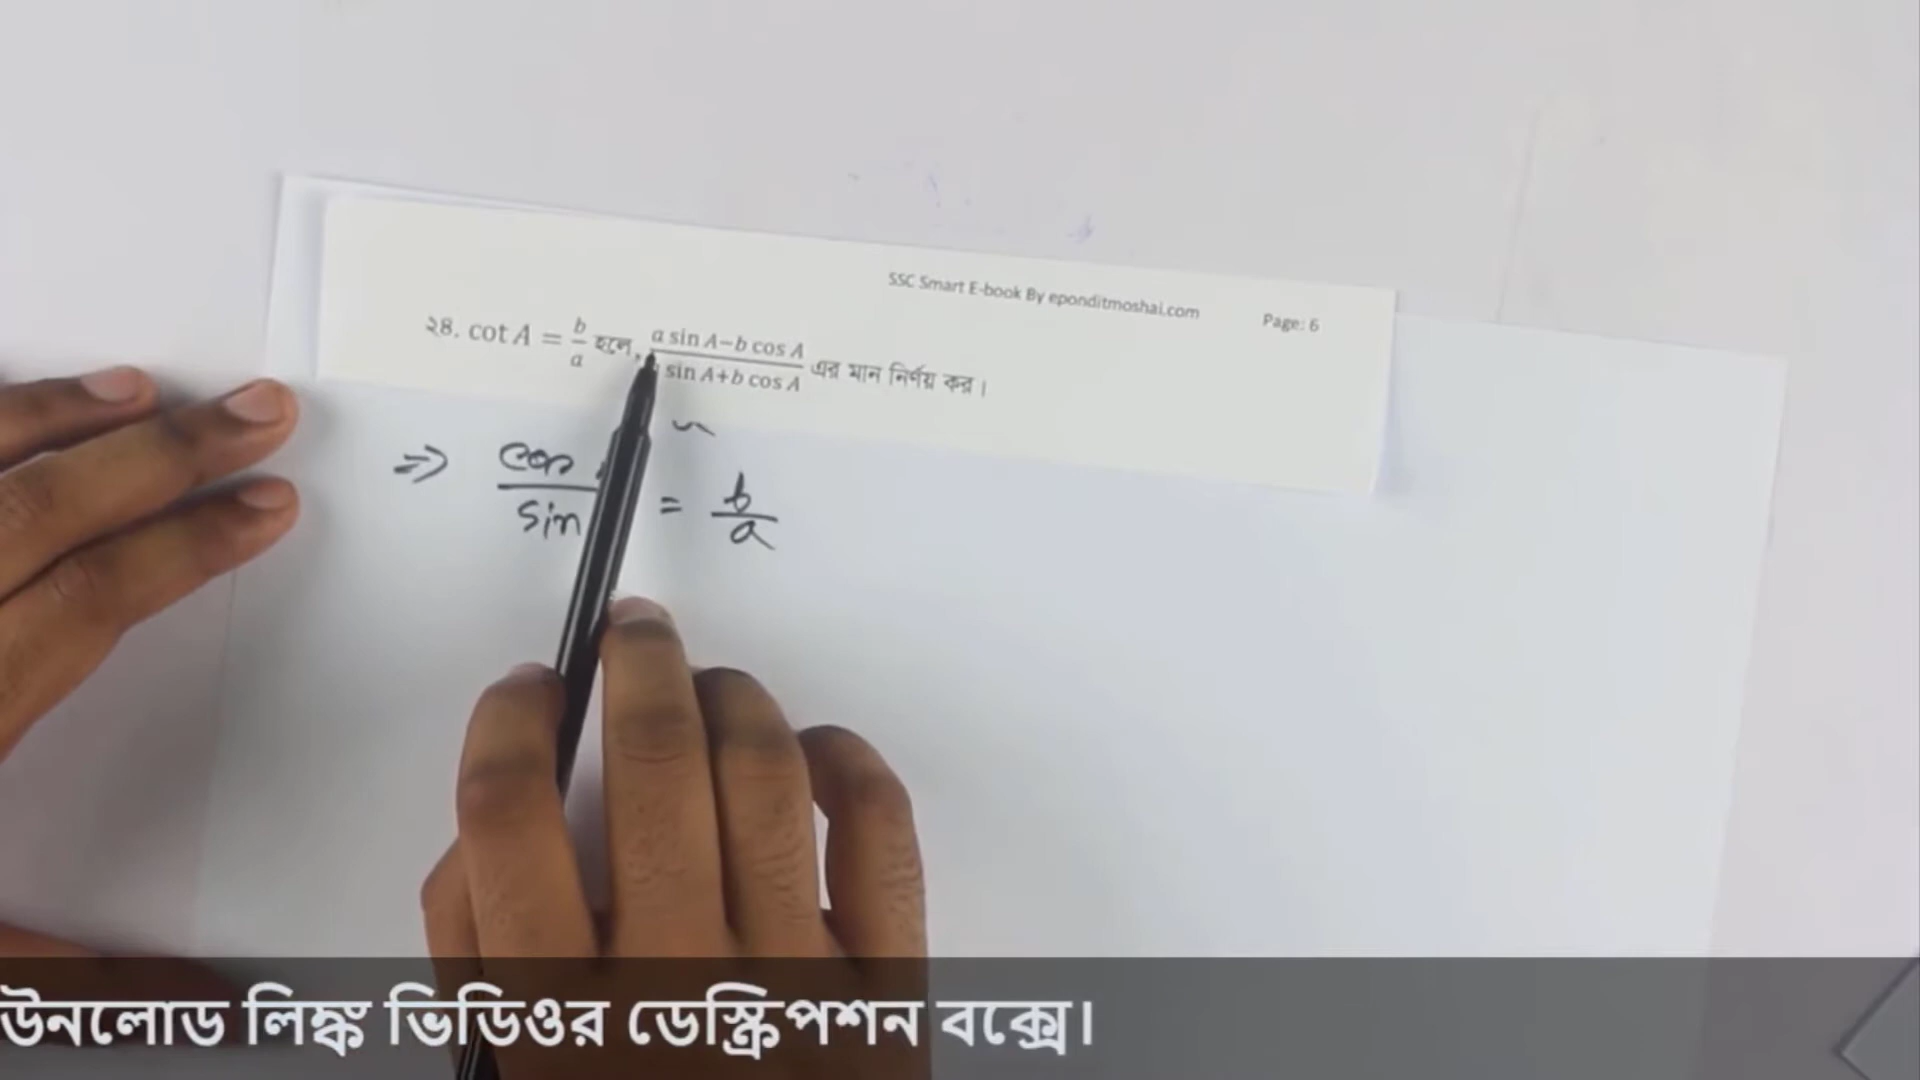 SSC Smart E-book By eponditmoshai.com Page: 6
২8. cot A = b/a হলে, a sin A−b cos A / sin A+b cos A এর মান নির্ণয় কর।
⇒ cos / sin = b/a
উনলোড লিঙ্ক ভিডিওর ডেস্ক্রিপশন বক্সে।